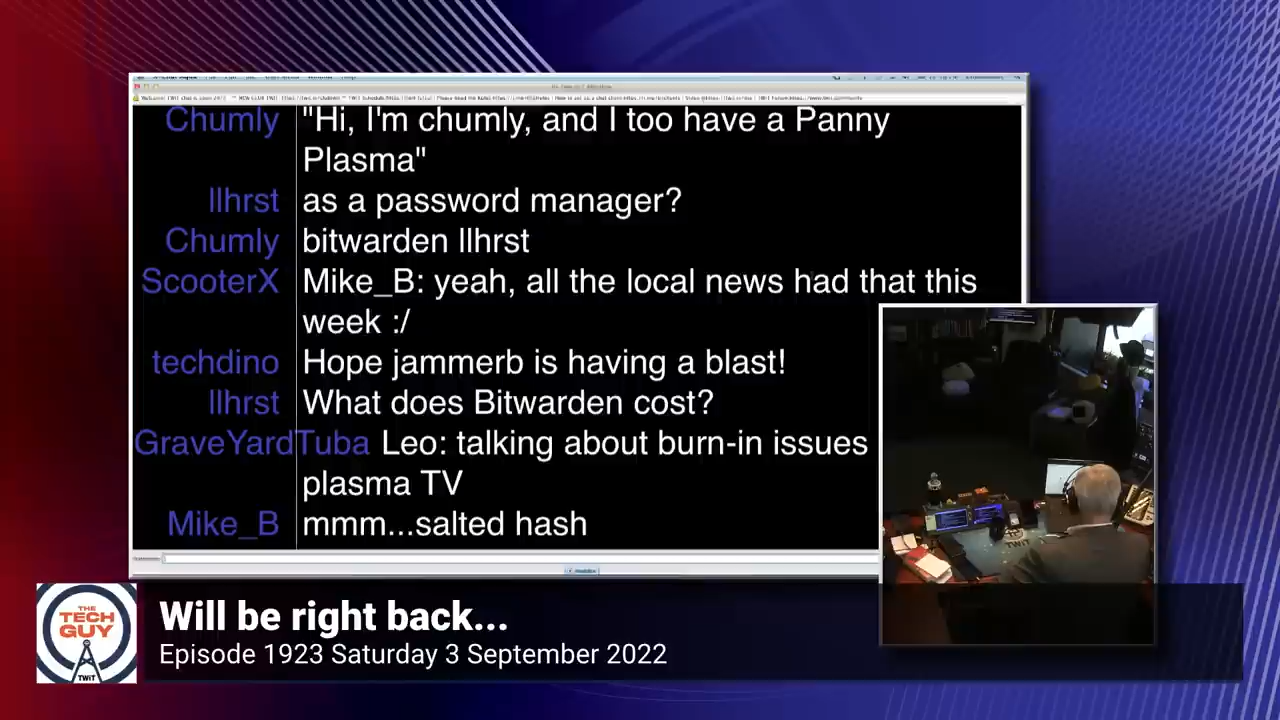 Chumly "Hi, I'm chumly, and I too have a Panny
Plasma"
llhrst as a password manager?
Chumly bitwarden llhrst
ScooterX Mike_B: yeah, all the local news had that this
week :/
techdino Hope jammerb is having a blast!
llhrst What does Bitwarden cost?
GraveYardTuba Leo: talking about burn-in issues
plasma TV
Mike_B mmm...salted hash
TWiT
THE
TECH
GUY
TWiT
Will be right back...
Episode 1923 Saturday 3 September 2022